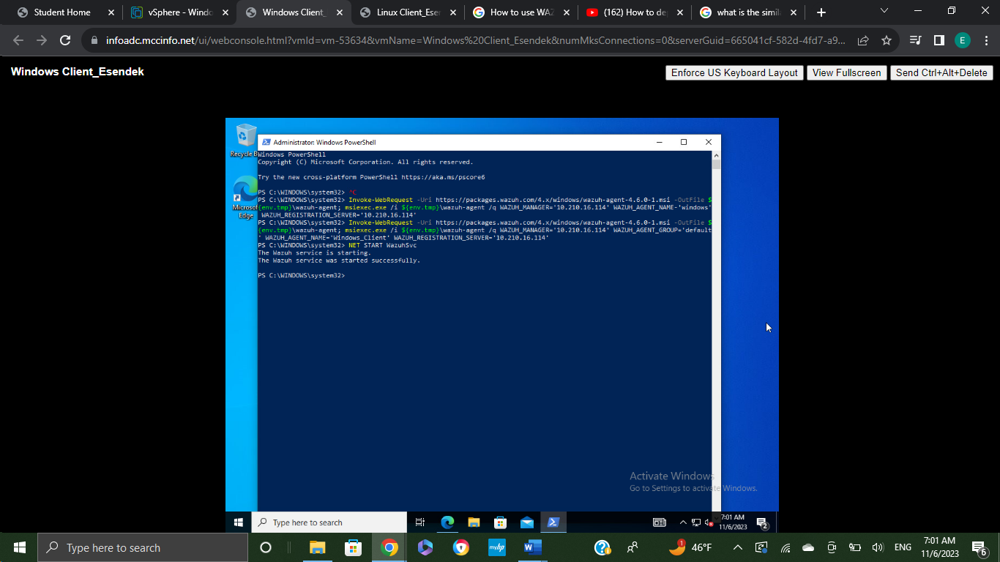 Student Home
vSphere - Windo
Windows Client_
Linux Client_Ese
How to use WAZ
(162) How to de
what is the simil
infoadc.mccinfo.net/ui/webconsole.html?vmId=vm-53634&vmName=Windows%20Client_Esendek&numMksConnections=0&serverGuid=665041cf-582d-4fd7-a9...
E
Windows Client_Esendek
Enforce US Keyboard Layout
View Fullscreen
Send Ctrl+Alt+Delete
Recycle B
Microsof
Edge
Administrator: Windows PowerShell
Windows PowerShell
Copyright (C) Microsoft Corporation. All rights reserved.
Try the new cross-platform PowerShell https://aka.ms/pscore6
PS C:\WINDOWS\system32> ^C
PS C:\WINDOWS\system32> Invoke-WebRequest -Uri https://packages.wazuh.com/4.x/windows/wazuh-agent-4.6.0-1.msi -OutFile $
{env.tmp}\wazuh-agent; msiexec.exe /i ${env.tmp}\wazuh-agent /q WAZUH_MANAGER='10.210.16.114' WAZUH_AGENT_NAME-'windows'
WAZUH_REGISTRATION_SERVER='10.210.16.114'
PS C:\WINDOWS\system32> Invoke-WebRequest -Uri https://packages.wazuh.com/4.x/windows/wazuh-agent-4.6.0-1.msi -OutFile $
{env.tmp}\wazuh-agent; msiexec.exe /i ${env.tmp}\wazuh-agent /q WAZUH_MANAGER='10.210.16.114' WAZUH_AGENT_GROUP='default
' WAZUH_AGENT_NAME='Windows_Client' WAZUH_REGISTRATION_SERVER='10.210.16.114'
PS C:\WINDOWS\system32> NET START WazuhSvc
The Wazuh service is starting.
The Wazuh service was started successfully.
PS C:\WINDOWS\system32>
Activate Windows
Go to Settings to activate Windows.
Type here to search
7:01 AM
11/6/2023
2
Type here to search
myhp
W
1
46°F
ENG
7:01 AM
11/6/2023
6